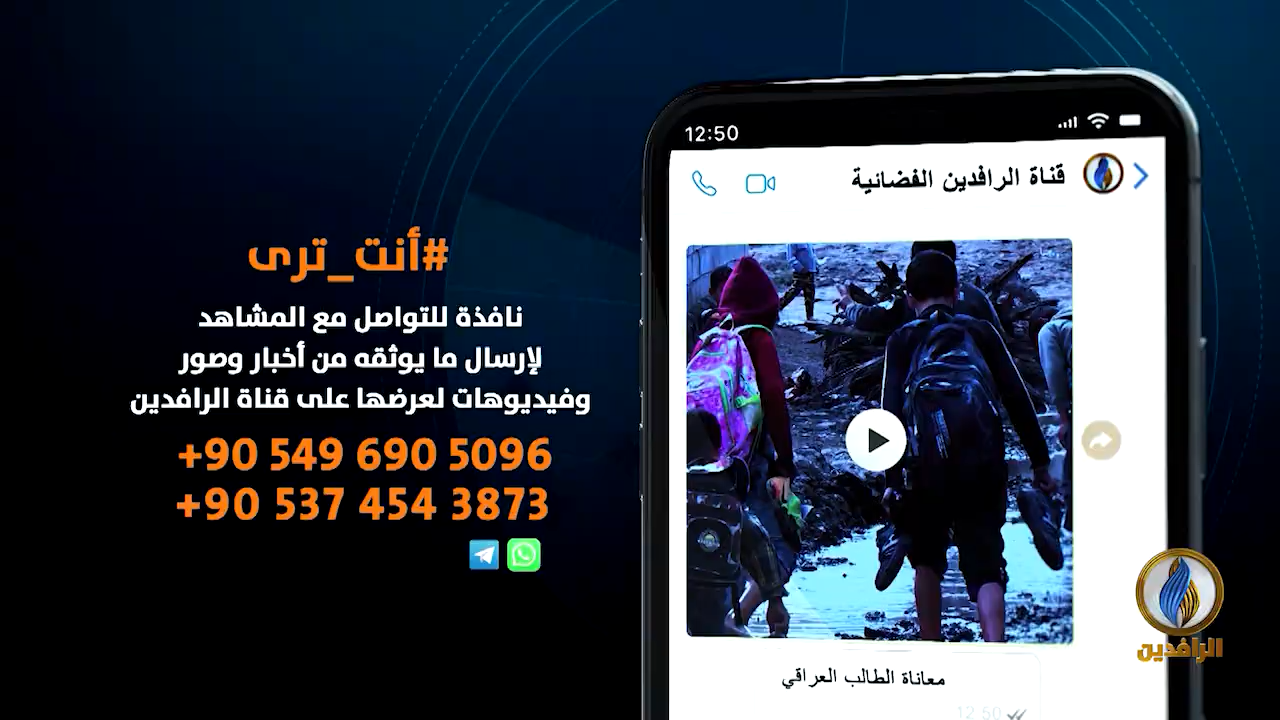 #أنت_ترى
نافذة للتواصل مع المشاهد
لإرسال ما يوثقه من أخبار وصور
وفيديوهات لعرضها على قناة الرافدين
+90 549 690 5096
+90 537 454 3873
12:50
قناة الرافدين الفضائية
معاناة الطالب العراقي
12:50
الرافدين